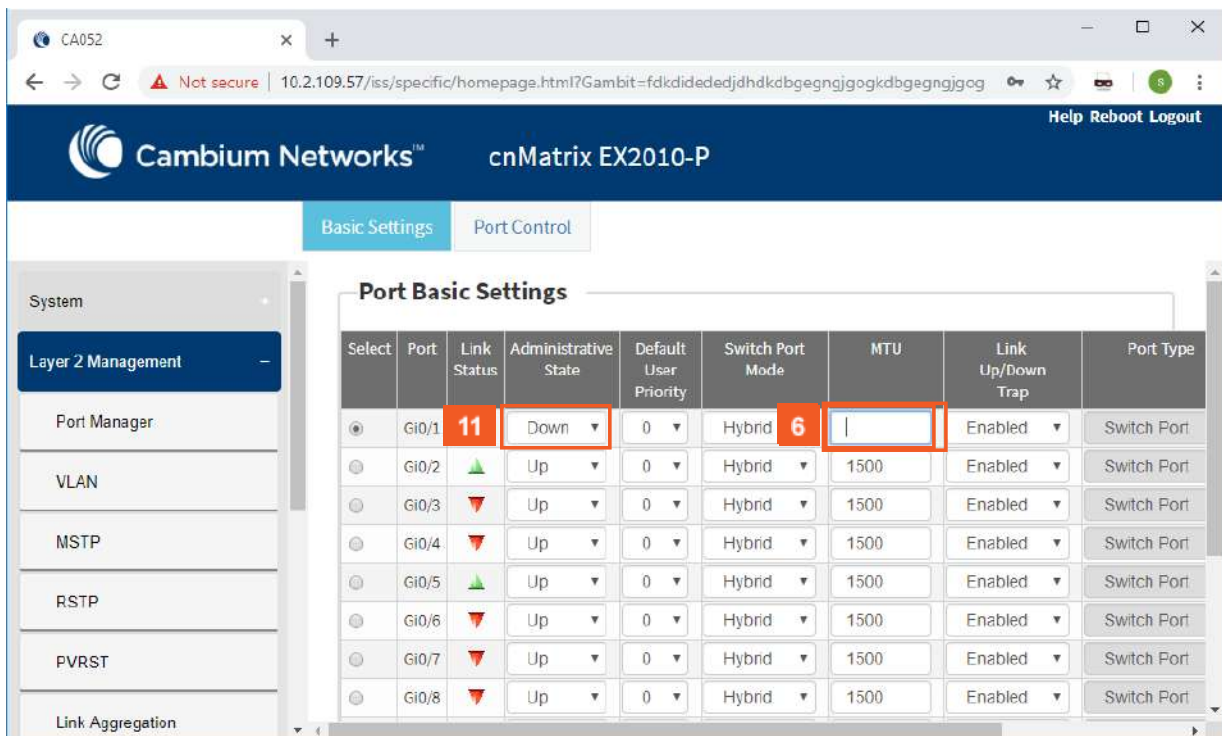 CA052
Not secure | 10.2.109.57/iss/specific/homepage.html?Gambit=fdkdidededjdhdkdbgegngjgogkdbgegngjgog
S
Help Reboot Logout
Cambium Networks™ cnMatrix EX2010-P
Basic Settings Port Control
System +
Layer 2 Management –
Port Manager
VLAN
MSTP
RSTP
PVRST
Link Aggregation
Port Basic Settings
Select Port Link Status Administrative State Default User Priority Switch Port Mode MTU Link Up/Down Trap Port Type
Gi0/1 11 Down 0 Hybrid 6 Enabled Switch Port
Gi0/2 Up 0 Hybrid 1500 Enabled Switch Port
Gi0/3 Up 0 Hybrid 1500 Enabled Switch Port
Gi0/4 Up 0 Hybrid 1500 Enabled Switch Port
Gi0/5 Up 0 Hybrid 1500 Enabled Switch Port
Gi0/6 Up 0 Hybrid 1500 Enabled Switch Port
Gi0/7 Up 0 Hybrid 1500 Enabled Switch Port
Gi0/8 Up 0 Hybrid 1500 Enabled Switch Port